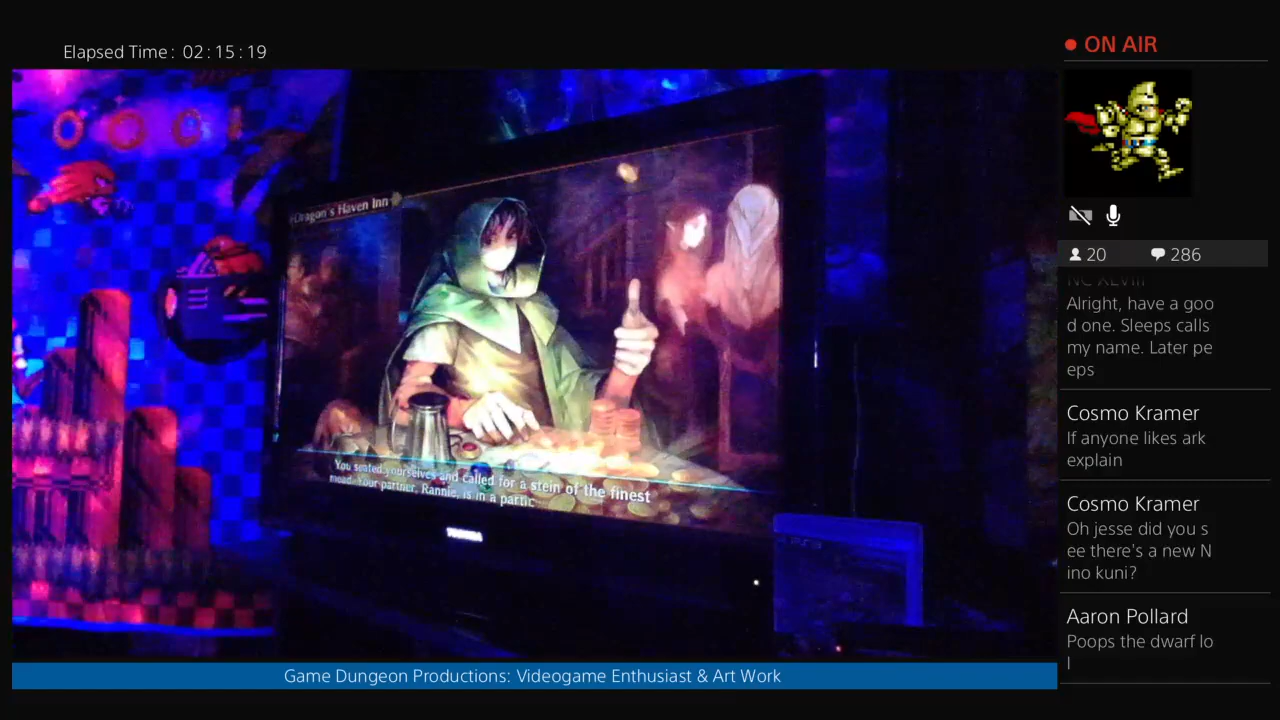 Elapsed Time: 02:15:19
ON AIR
Dragon's Haven Inn
You seated yourselves and called for a stein of the finest
mead. Your partner, Rannie, is in a partic
TOSHIBA
20
286
NC XLVIII
Alright, have a goo
d one. Sleeps calls
my name. Later pe
eps
Cosmo Kramer
If anyone likes ark
explain
Cosmo Kramer
Oh jesse did you s
ee there's a new N
ino kuni?
Aaron Pollard
Poops the dwarf lo
l
Game Dungeon Productions: Videogame Enthusiast & Art Work